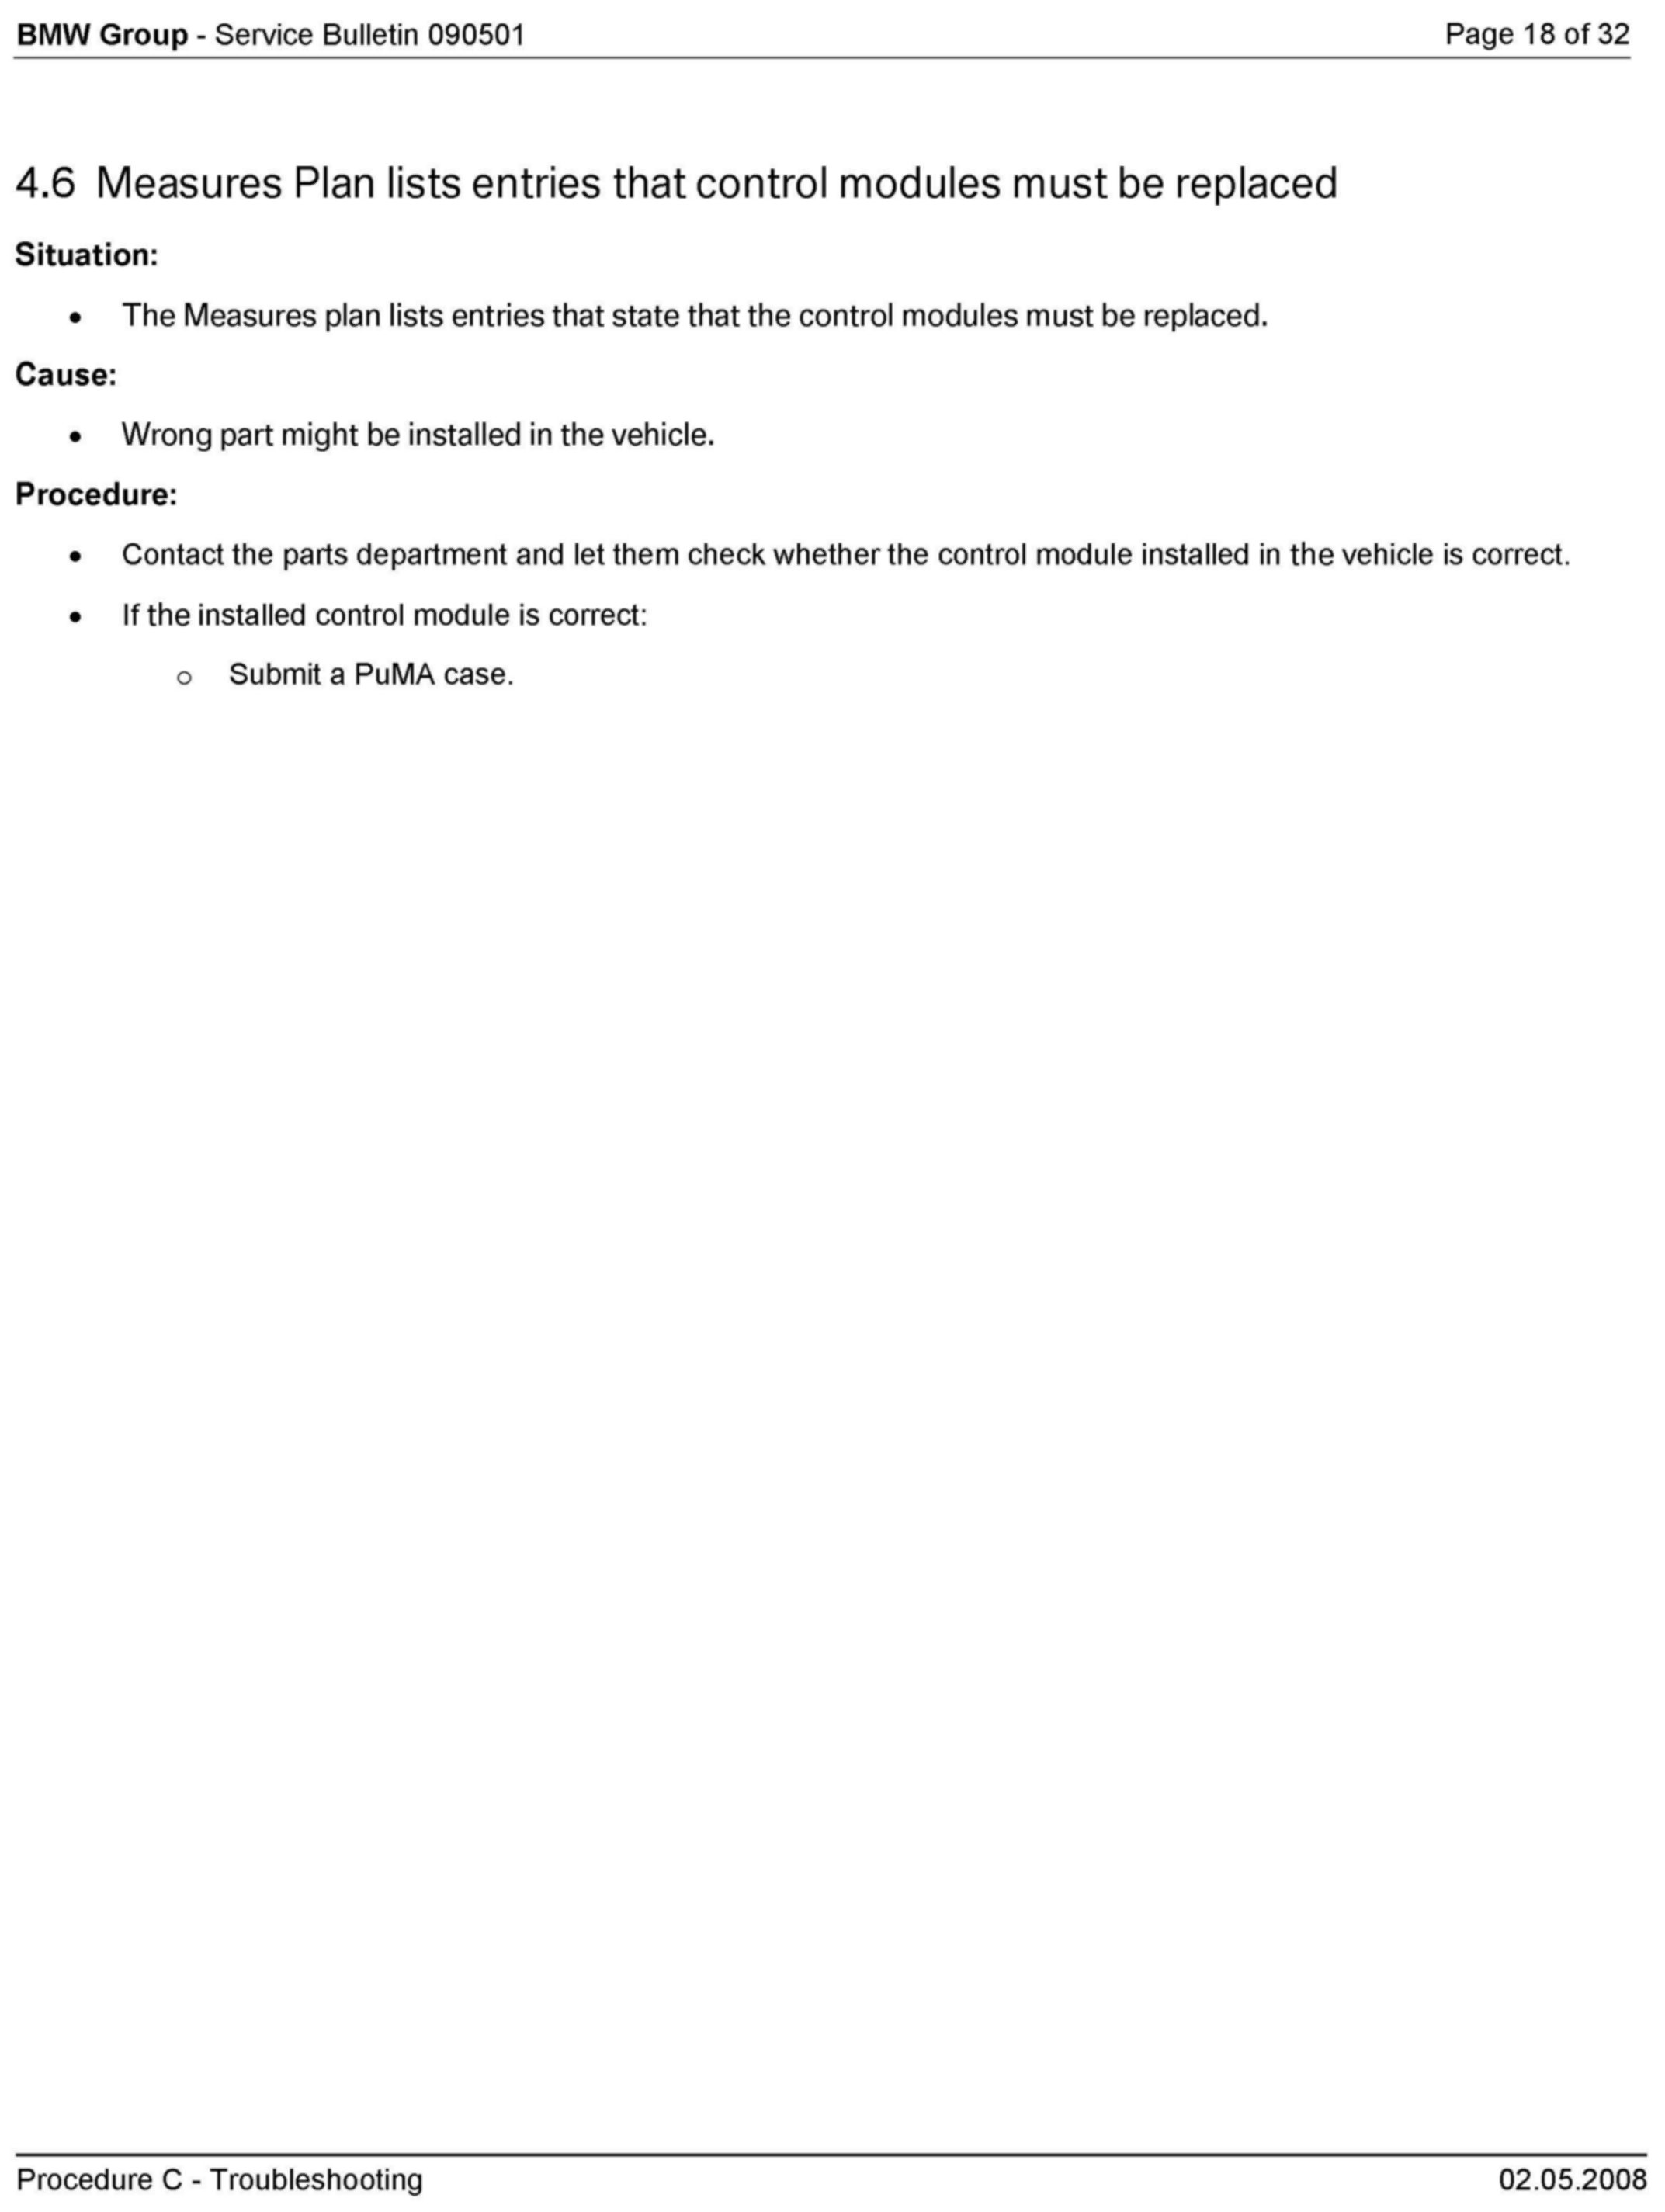 BMW Group - Service Bulletin 090501 Page 18 of 32
4.6 Measures Plan lists entries that control modules must be replaced
Situation:
• The Measures plan lists entries that state that the control modules must be replaced.
Cause:
• Wrong part might be installed in the vehicle.
Procedure:
• Contact the parts department and let them check whether the control module installed in the vehicle is correct.
• If the installed control module is correct:
o Submit a PuMA case.
Procedure C - Troubleshooting 02.05.2008